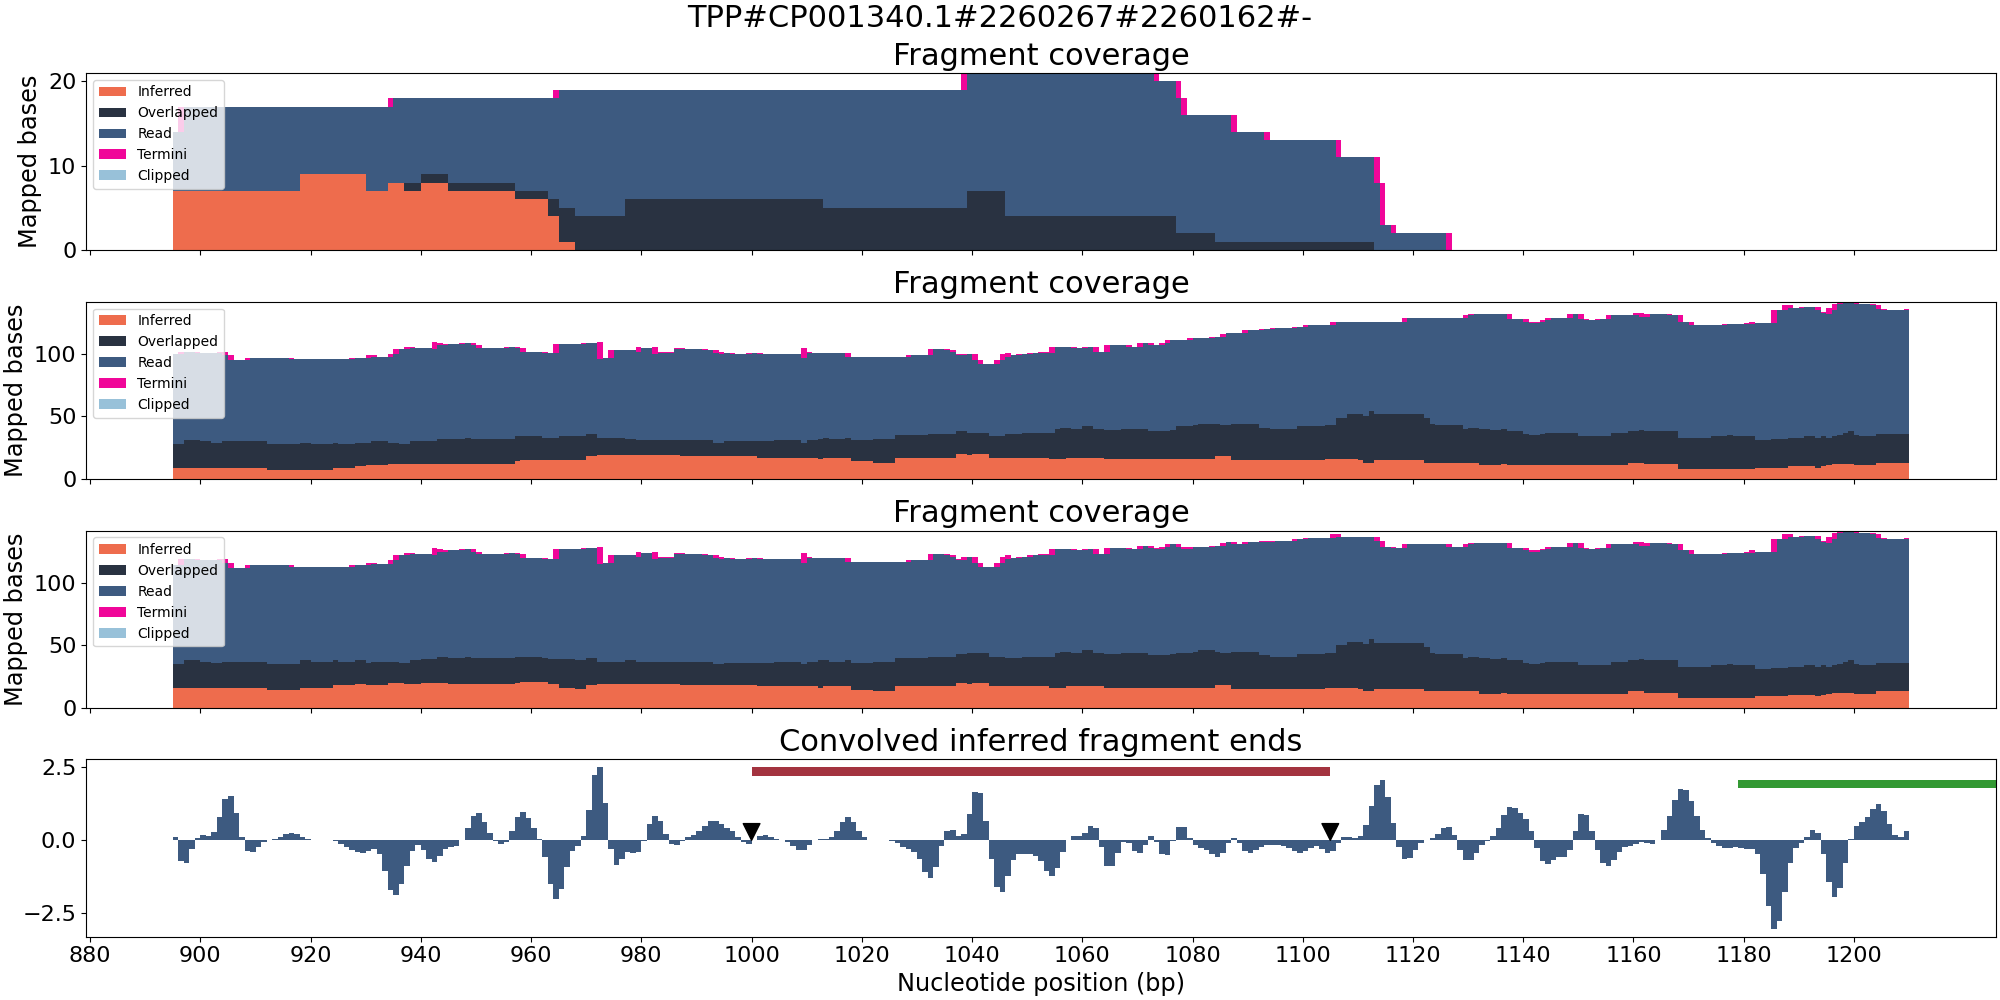 TPP#CP001340.1#2260267#2260162#-
Fragment coverage
Mapped bases
20
10
0
Inferred
Overlapped
Read
Termini
Clipped
Fragment coverage
Mapped bases
100
50
0
Inferred
Overlapped
Read
Termini
Clipped
Fragment coverage
Mapped bases
100
50
0
Inferred
Overlapped
Read
Termini
Clipped
Convolved inferred fragment ends
2.5
0.0
−2.5
880 900 920 940 960 980 1000 1020 1040 1060 1080 1100 1120 1140 1160 1180 1200
Nucleotide position (bp)